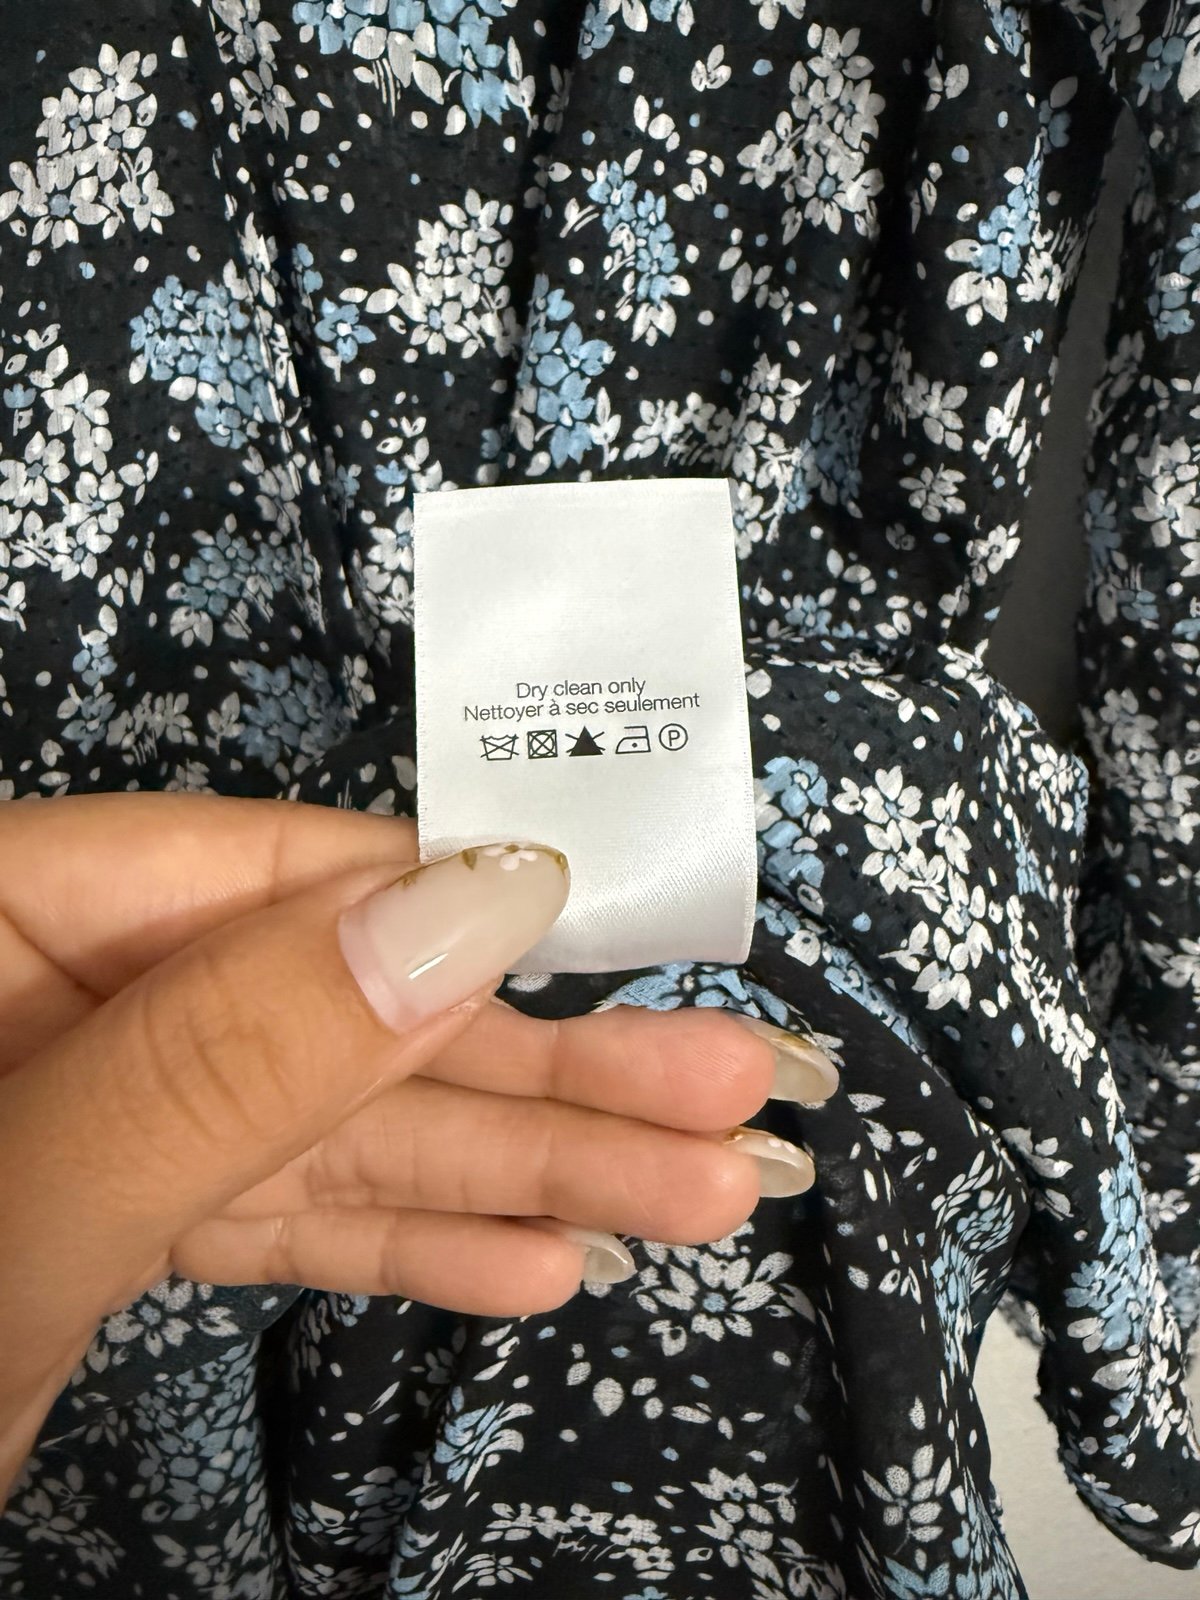 Dry clean only
Nettoyer à sec seulement
P